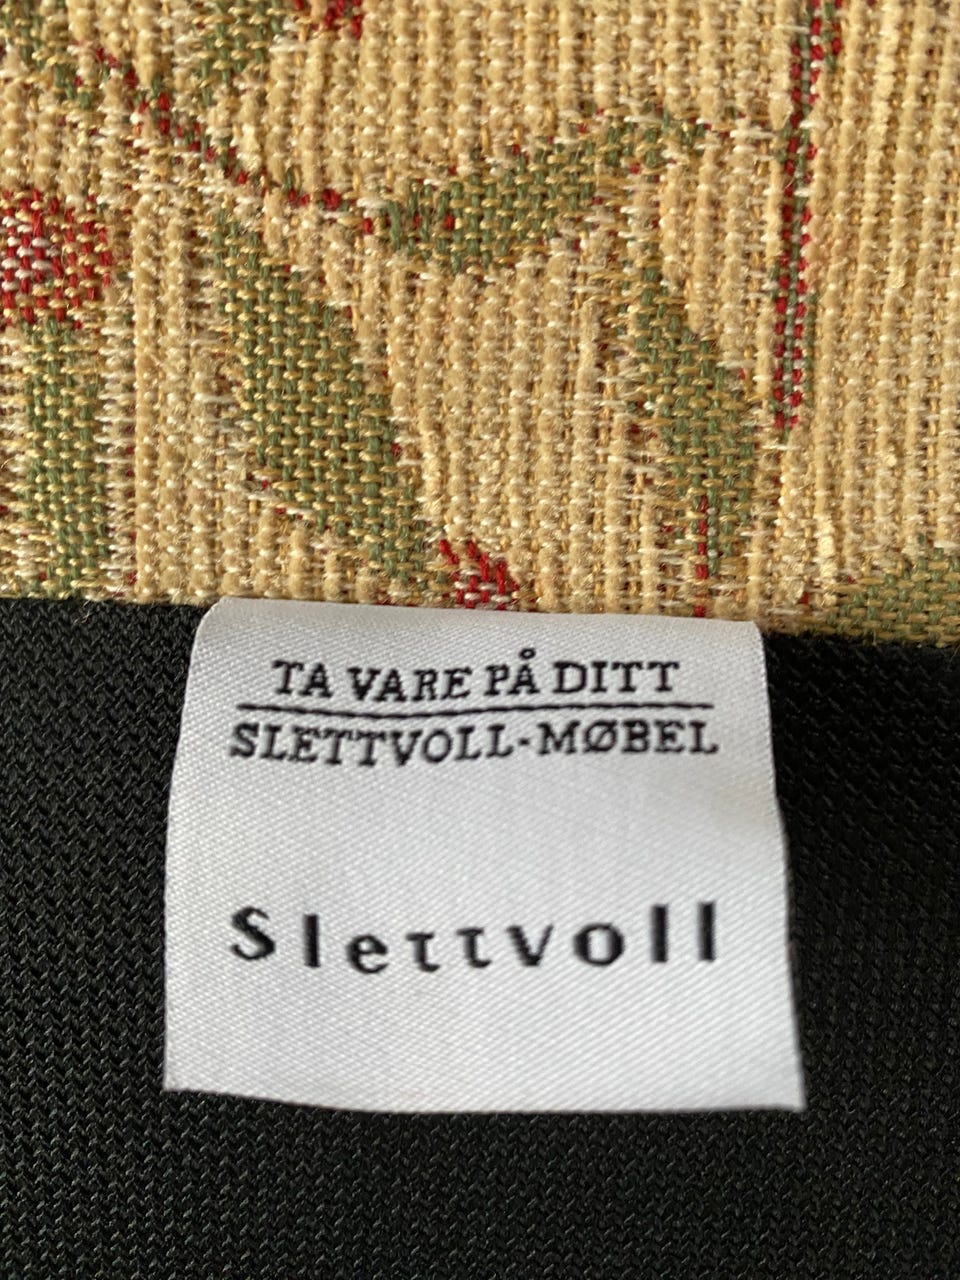 TA VARE PÅ DITT
SLETTVOLL-MØBEL
Slettvoll